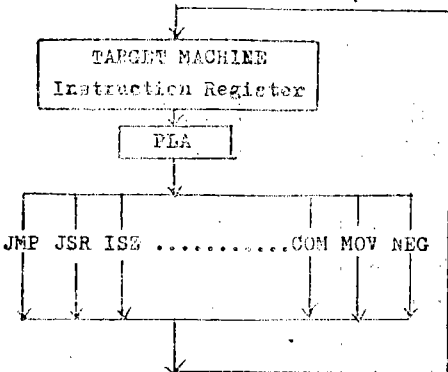 TARGET MACHINE
Instruction Register
PLA
JMP JSR ISZ ...........COM MOV NEG